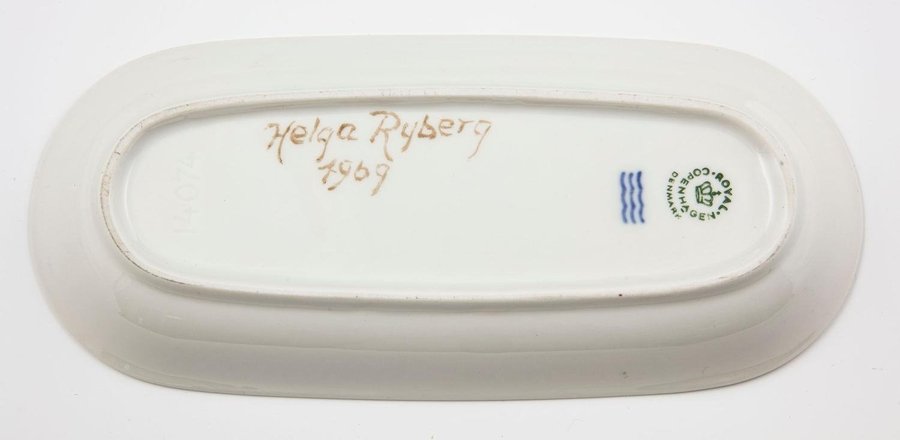 Helga Ryberg
1969
ROYAL
COPENHAGEN
DENMARK
14074